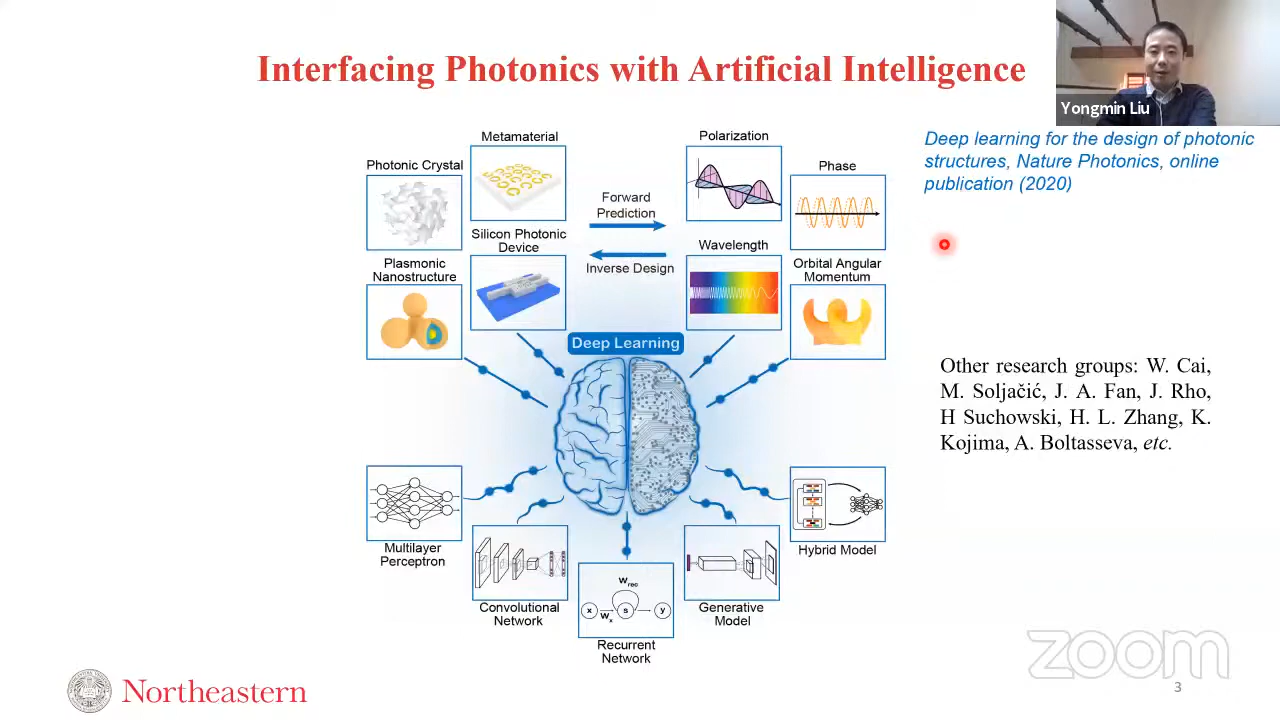 Interfacing Photonics with Artificial Intelligence
Yongmin Liu
Deep learning for the design of photonic
structures, Nature Photonics, online
publication (2020)
Metamaterial
Polarization
Photonic Crystal
Phase
Forward
Prediction
Silicon Photonic
Device
Wavelength
Plasmonic
Nanostructure
Inverse Design
Orbital Angular
Momentum
Deep Learning
Other research groups: W. Cai,
M. Soljačić, J. A. Fan, J. Rho,
H Suchowski, H. L. Zhang, K.
Kojima, A. Boltasseva, etc.
Multilayer
Perceptron
Hybrid Model
Convolutional
Network
Wrec
x
Wx
s
y
Generative
Model
Recurrent
Network
zoom
Northeastern
3